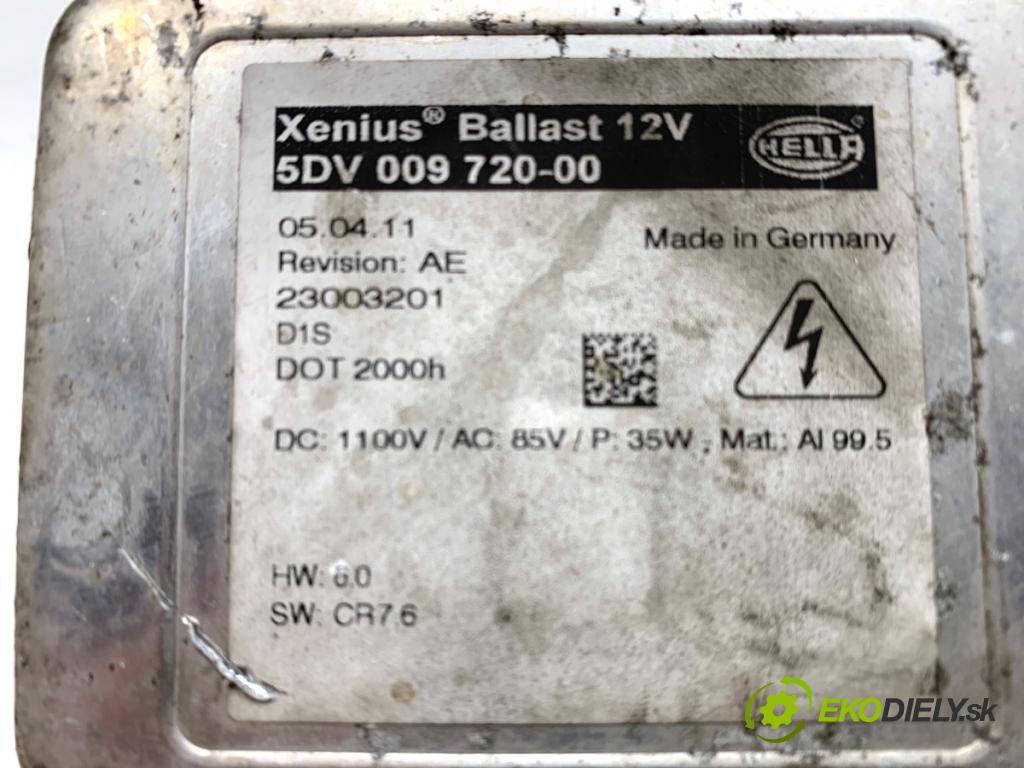 Xenius® Ballast 12V
5DV 009 720-00
HELLA
®
05.04.11
Made in Germany
Revision: AE
23003201
D1S
DOT 2000h
DC: 1100V / AC: 85V / P: 35W , Mat.: Al 99.5
HW: 6.0
SW: CR7.6
EKODIELY.sk